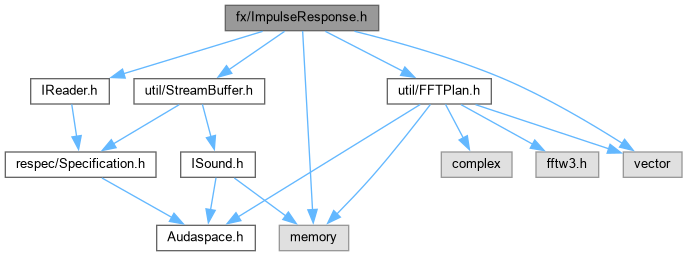 fx/ImpulseResponse.h
IReader.h
util/StreamBuffer.h
util/FFTPlan.h
respec/Specification.h
ISound.h
complex
fftw3.h
vector
Audaspace.h
memory